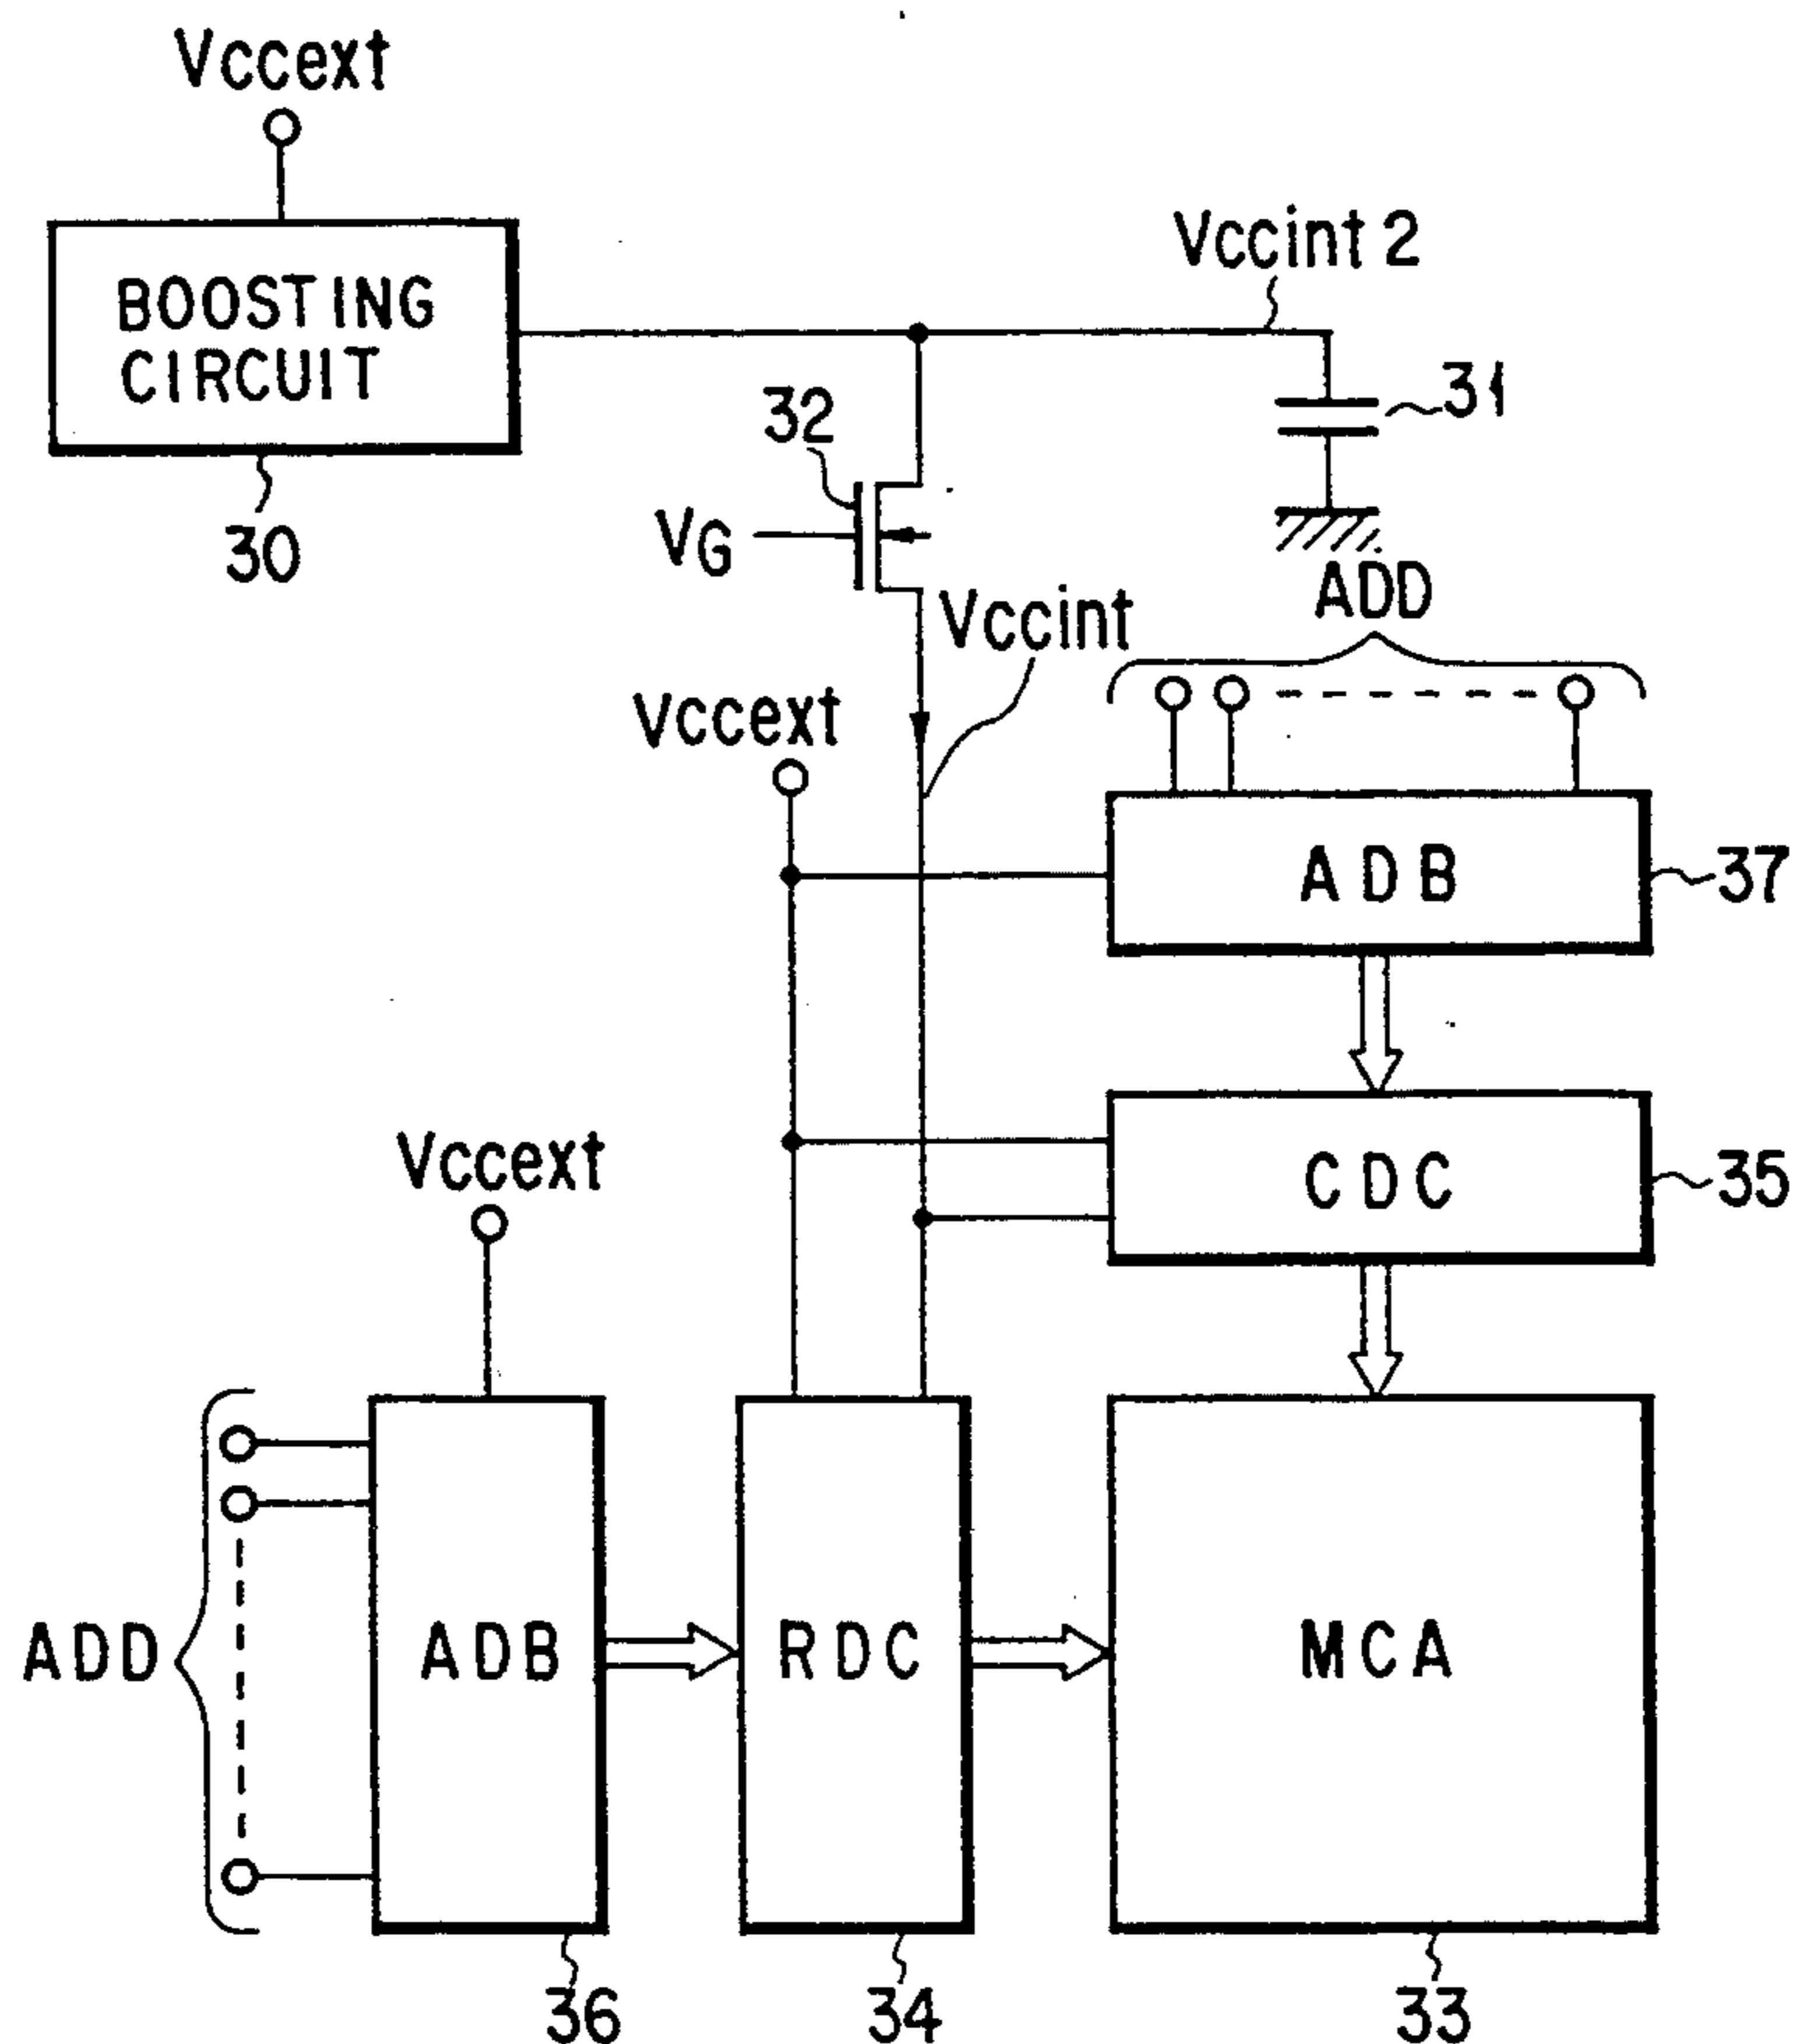 Vccext
BOOSTING
CIRCUIT
30
Vccint 2
31
32
VG
Vccint
ADD
Vccext
ADB
37
CDC
35
Vccext
ADD
ADB
RDC
MCA
36
34
33